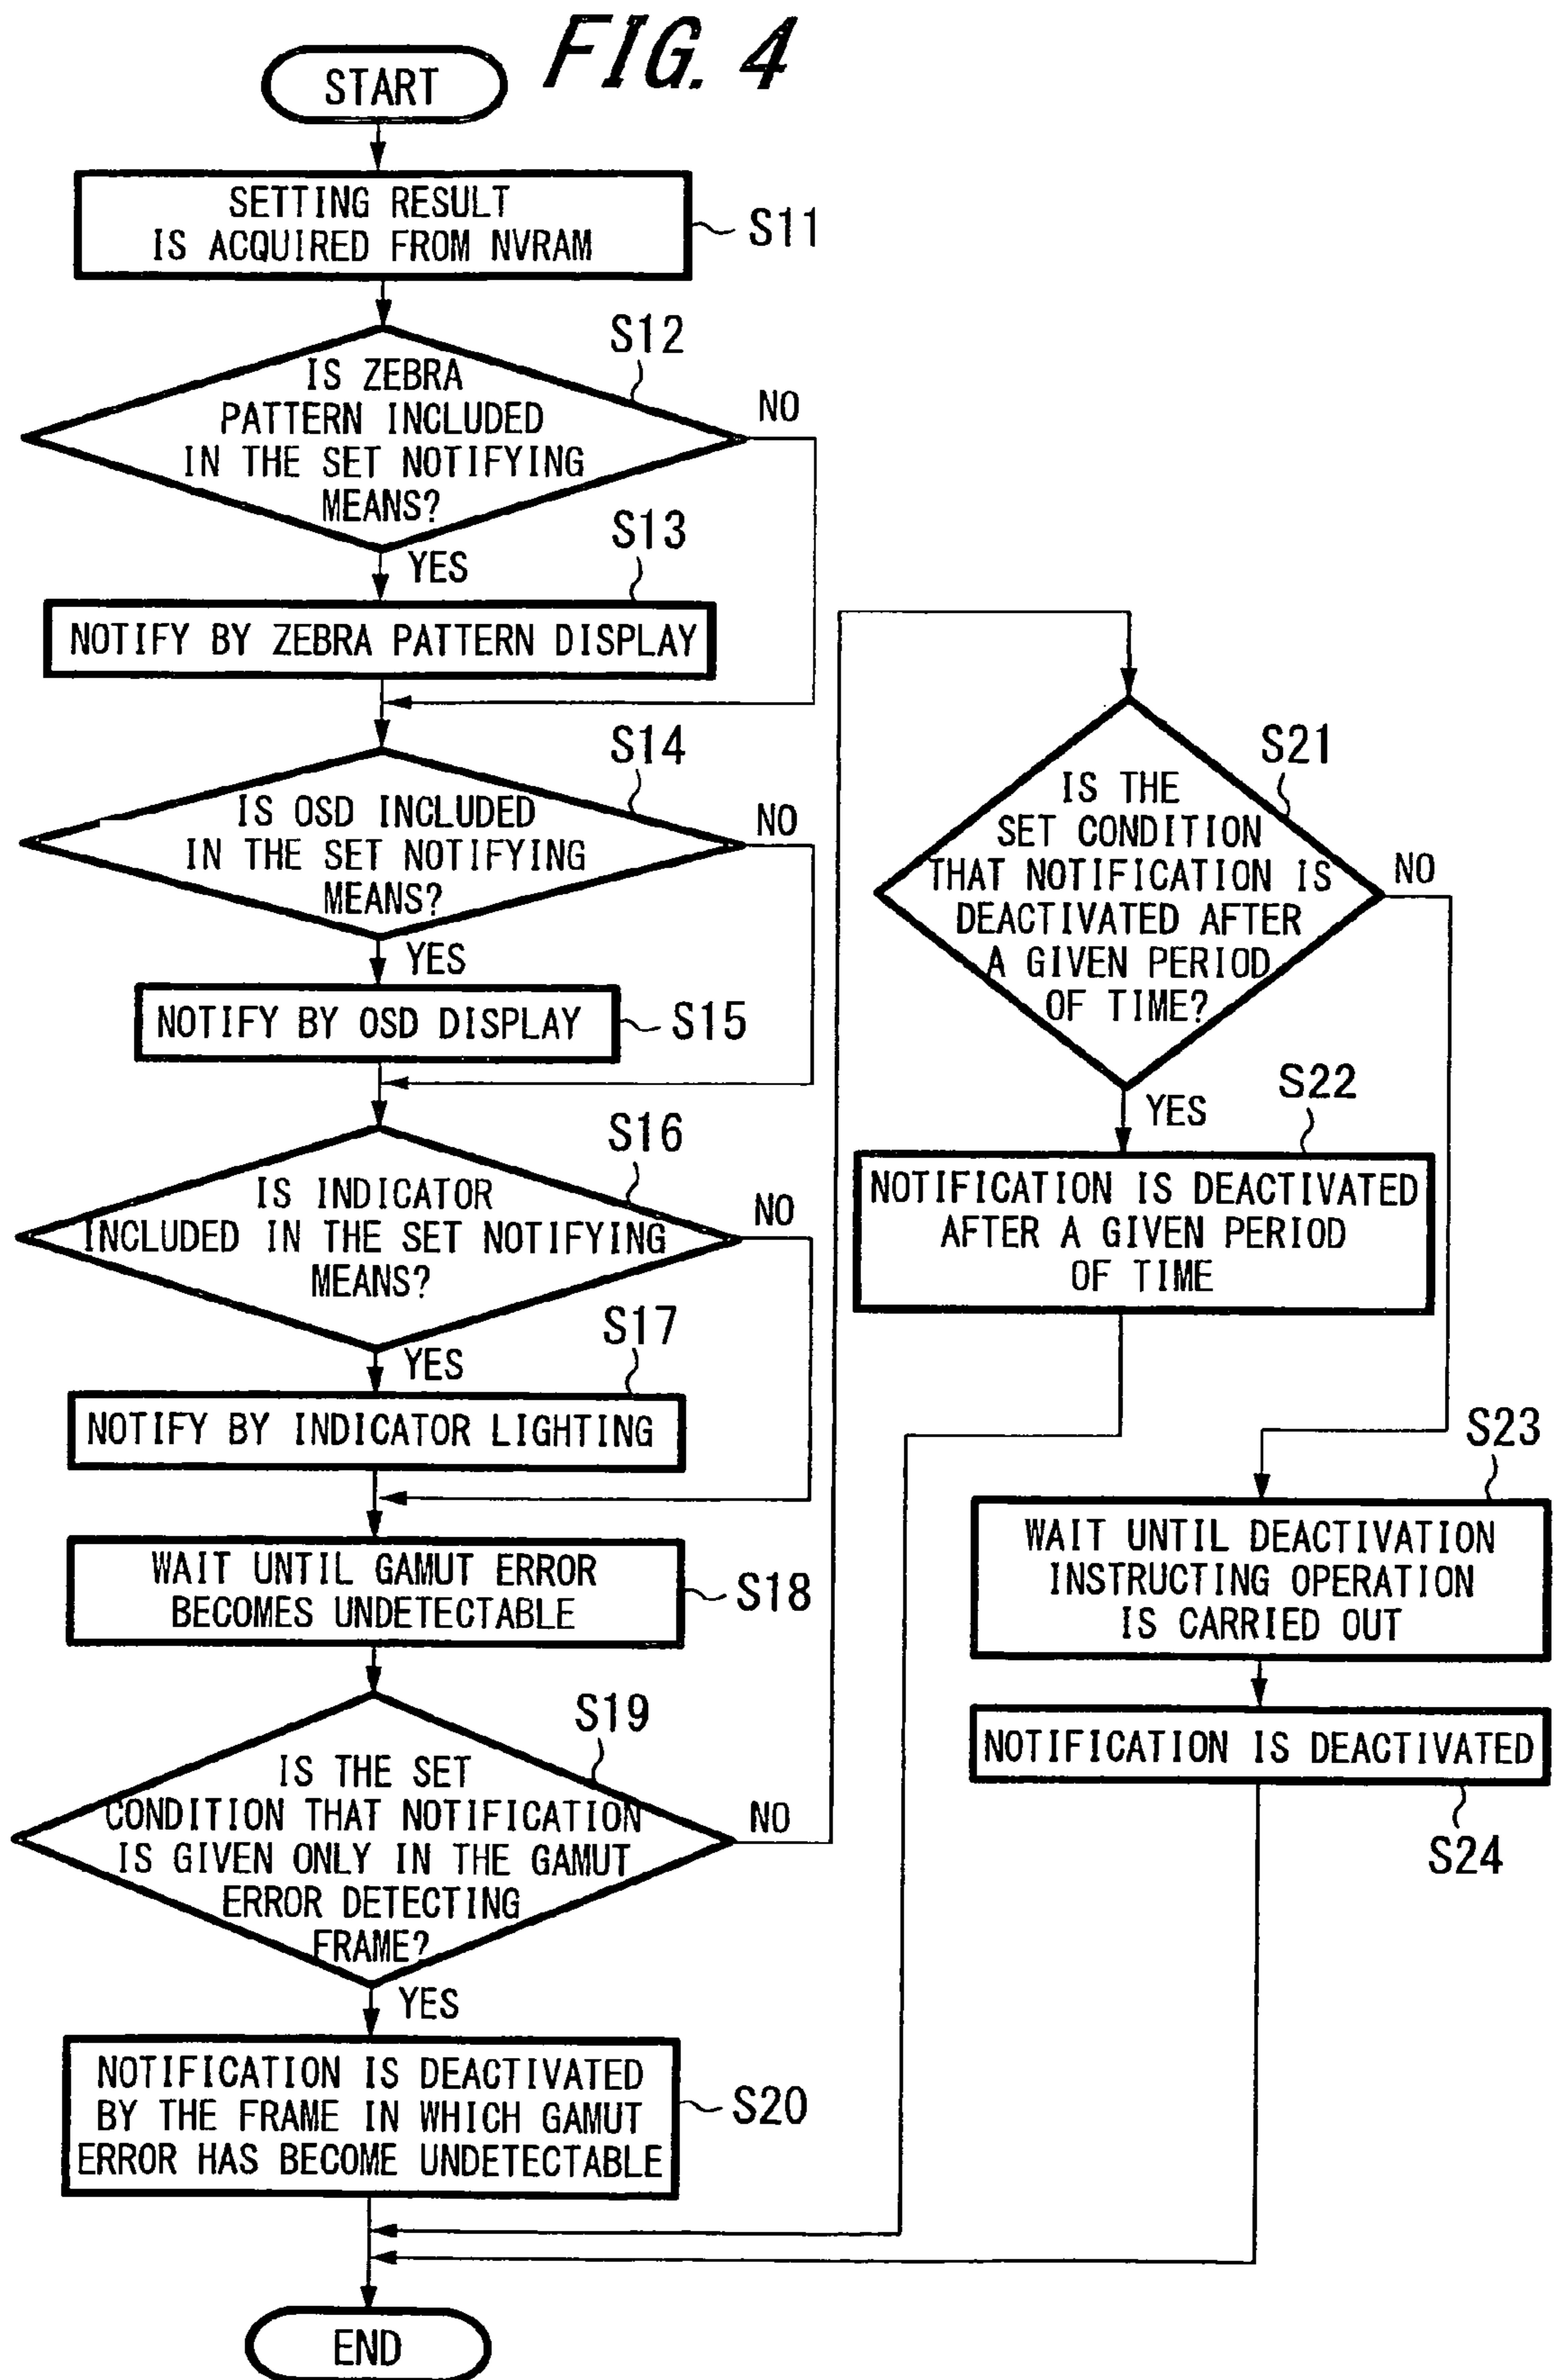 FIG. 4
START
SETTING RESULT
IS ACQUIRED FROM NVRAM
S11
S12
IS ZEBRA
PATTERN INCLUDED
IN THE SET NOTIFYING
MEANS?
NO
YES
S13
NOTIFY BY ZEBRA PATTERN DISPLAY
S14
IS OSD INCLUDED
IN THE SET NOTIFYING
MEANS?
NO
YES
NOTIFY BY OSD DISPLAY
S15
S16
IS INDICATOR
INCLUDED IN THE SET NOTIFYING
MEANS?
NO
YES
S17
NOTIFY BY INDICATOR LIGHTING
WAIT UNTIL GAMUT ERROR
BECOMES UNDETECTABLE
S18
S19
IS THE SET
CONDITION THAT NOTIFICATION
IS GIVEN ONLY IN THE GAMUT
ERROR DETECTING
FRAME?
NO
YES
NOTIFICATION IS DEACTIVATED
BY THE FRAME IN WHICH GAMUT
ERROR HAS BECOME UNDETECTABLE
S20
S21
IS THE
SET CONDITION
THAT NOTIFICATION IS
DEACTIVATED AFTER
A GIVEN PERIOD
OF TIME?
NO
YES
S22
NOTIFICATION IS DEACTIVATED
AFTER A GIVEN PERIOD
OF TIME
S23
WAIT UNTIL DEACTIVATION
INSTRUCTING OPERATION
IS CARRIED OUT
NOTIFICATION IS DEACTIVATED
S24
END